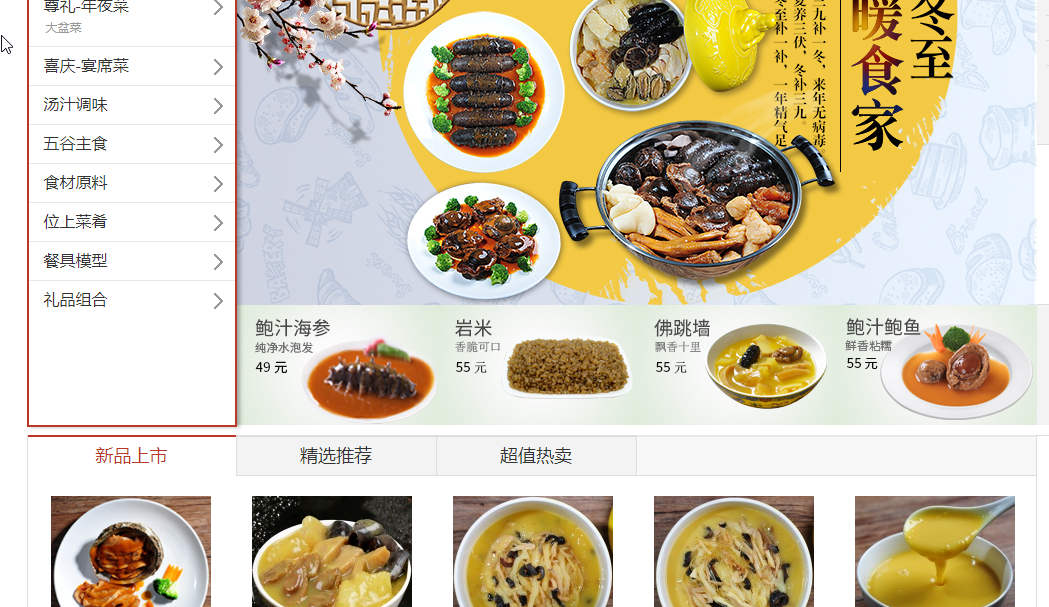 尊礼-年夜菜
大盆菜
喜庆-宴席菜
汤汁调味
五谷主食
食材原料
位上菜肴
餐具模型
礼品组合
冬至
暖食家
三九补一冬，来年无病毒。
夏养三伏，冬补三九。
冬至补一补，一年精气足
鲍汁海参
纯净水泡发
49 元
岩米
香脆可口
55 元
佛跳墙
飘香十里
55 元
鲍汁鲍鱼
鲜香粘糯
55 元
新品上市
精选推荐
超值热卖